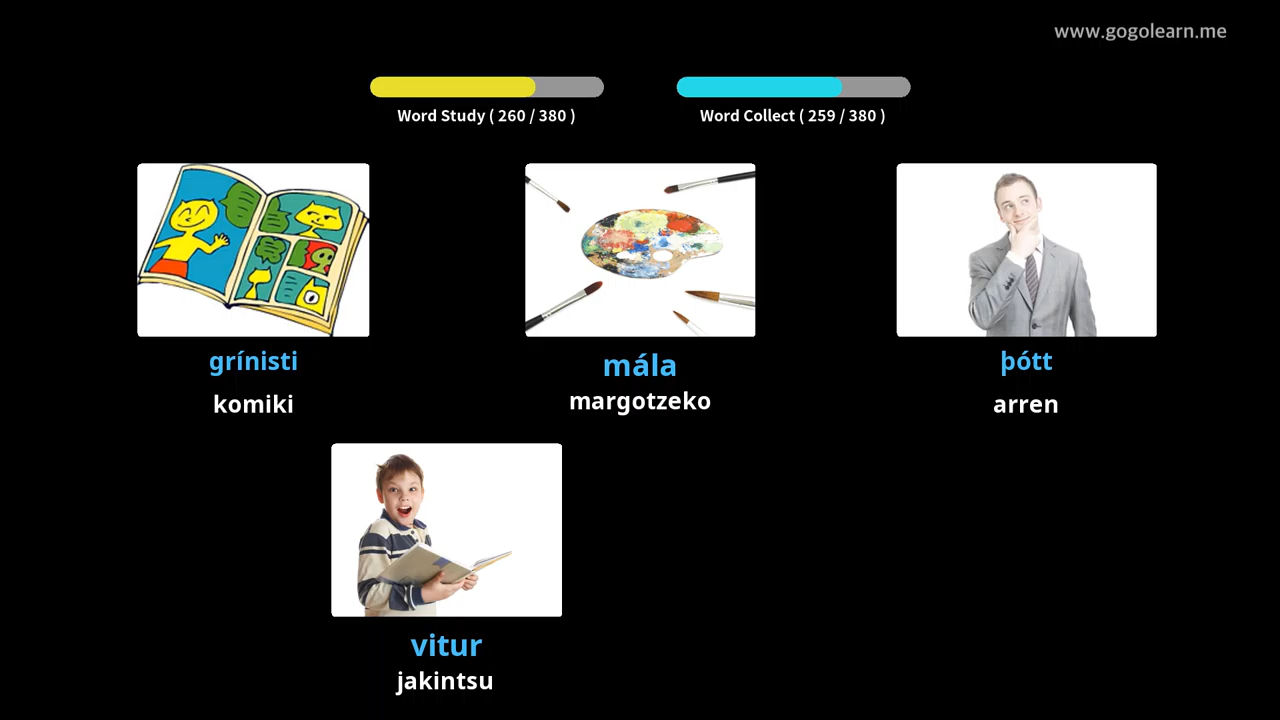 www.gogolearn.me
Word Study ( 260 / 380 )
Word Collect ( 259 / 380 )
grínisti
komiki
mála
margotzeko
þótt
arren
vitur
jakintsu